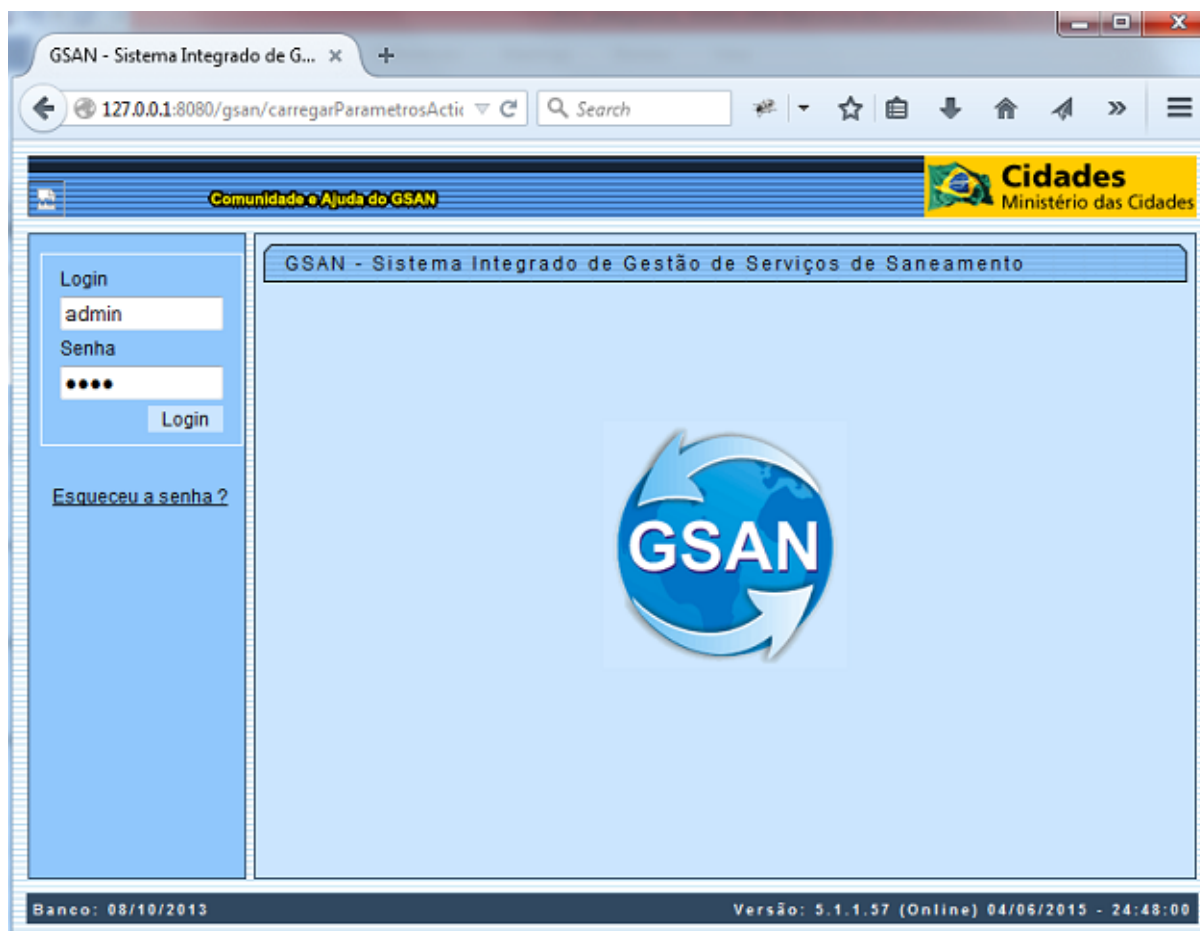 GSAN - Sistema Integrado de G...
127.0.0.1:8080/gsan/carregarParametrosActic
Search
Comunidade e Ajuda do GSAN
Cidades
Ministério das Cidades
Login
admin
Senha
••••
Login
Esqueceu a senha ?
GSAN - Sistema Integrado de Gestão de Serviços de Saneamento
GSAN
Banco: 08/10/2013
Versão: 5.1.1.57 (Online) 04/06/2015 - 24:48:00